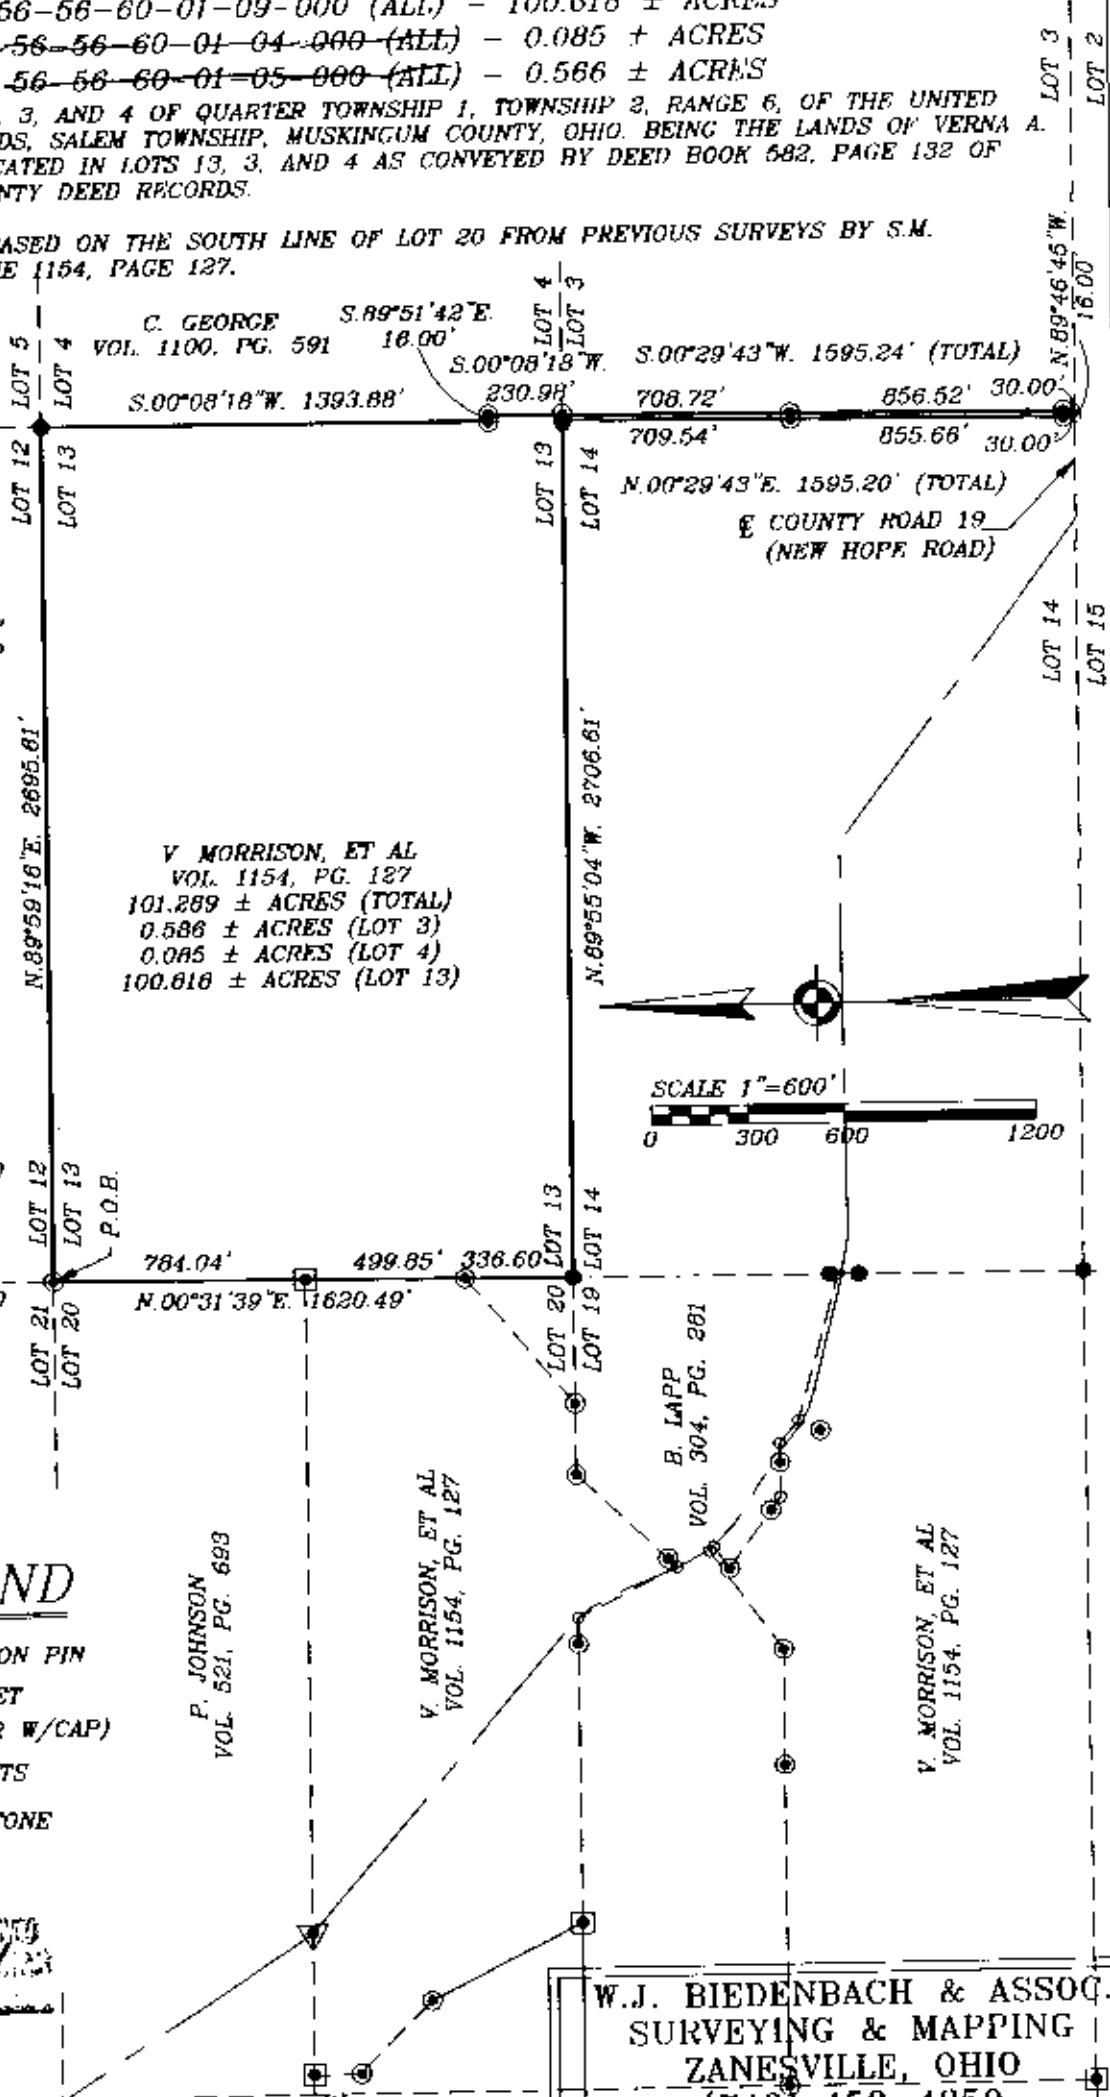 56-56-60-01-09-000 (ALL) - 100.618 ± ACRES
56-56-60-01-04-000 (ALL) - 0.085 ± ACRES
56-56-60-01-05-000 (ALL) - 0.566 ± ACRES
3, AND 4 OF QUARTER TOWNSHIP 1, TOWNSHIP 2, RANGE 6, OF THE UNITED
DS, SALEM TOWNSHIP, MUSKINGUM COUNTY, OHIO. BEING THE LANDS OF VERNA A.
CATED IN LOTS 13, 3, AND 4 AS CONVEYED BY DEED BOOK 582, PAGE 132 OF
NTY DEED RECORDS.
ASED ON THE SOUTH LINE OF LOT 20 FROM PREVIOUS SURVEYS BY S.M.
E 1154, PAGE 127.
LOT 3
LOT 2
N.89°46'45"W.
16.00'
LOT 5
LOT 4
C. GEORGE
VOL. 1100, PG. 591
S.89°51'42"E.
16.00'
LOT 4
LOT 3
S.00°08'18"W.
230.98'
S.00°29'43"W. 1595.24' (TOTAL)
S.00°08'18"W. 1393.88'
708.72'
856.52'
30.00'
709.54'
855.66'
30.00'
LOT 12
LOT 13
LOT 13
LOT 14
N.00°29'43"E. 1595.20' (TOTAL)
℄ COUNTY ROAD 19
(NEW HOPE ROAD)
LOT 14
LOT 15
N.89°59'16"E. 2695.81'
N.89°55'04"W. 2706.61'
V MORRISON, ET AL
VOL. 1154, PG. 127
101.289 ± ACRES (TOTAL)
0.586 ± ACRES (LOT 3)
0.085 ± ACRES (LOT 4)
100.618 ± ACRES (LOT 13)
SCALE 1"=600'
0 300 600 1200
LOT 12
LOT 13
P.O.B.
LOT 13
LOT 14
784.04'
499.85'
336.60'
N.00°31'39"E. 1620.49'
LOT 21
LOT 20
LOT 20
LOT 19
B. LAPP
VOL. 304, PG. 281
P. JOHNSON
VOL. 521, PG. 693
V. MORRISON, ET AL
VOL. 1154, PG. 127
V. MORRISON, ET AL
VOL. 1154, PG. 127
ND
ON PIN
ET
R W/CAP)
TS
TONE
W.J. BIEDENBACH & ASSOC.
SURVEYING & MAPPING
ZANESVILLE, OHIO